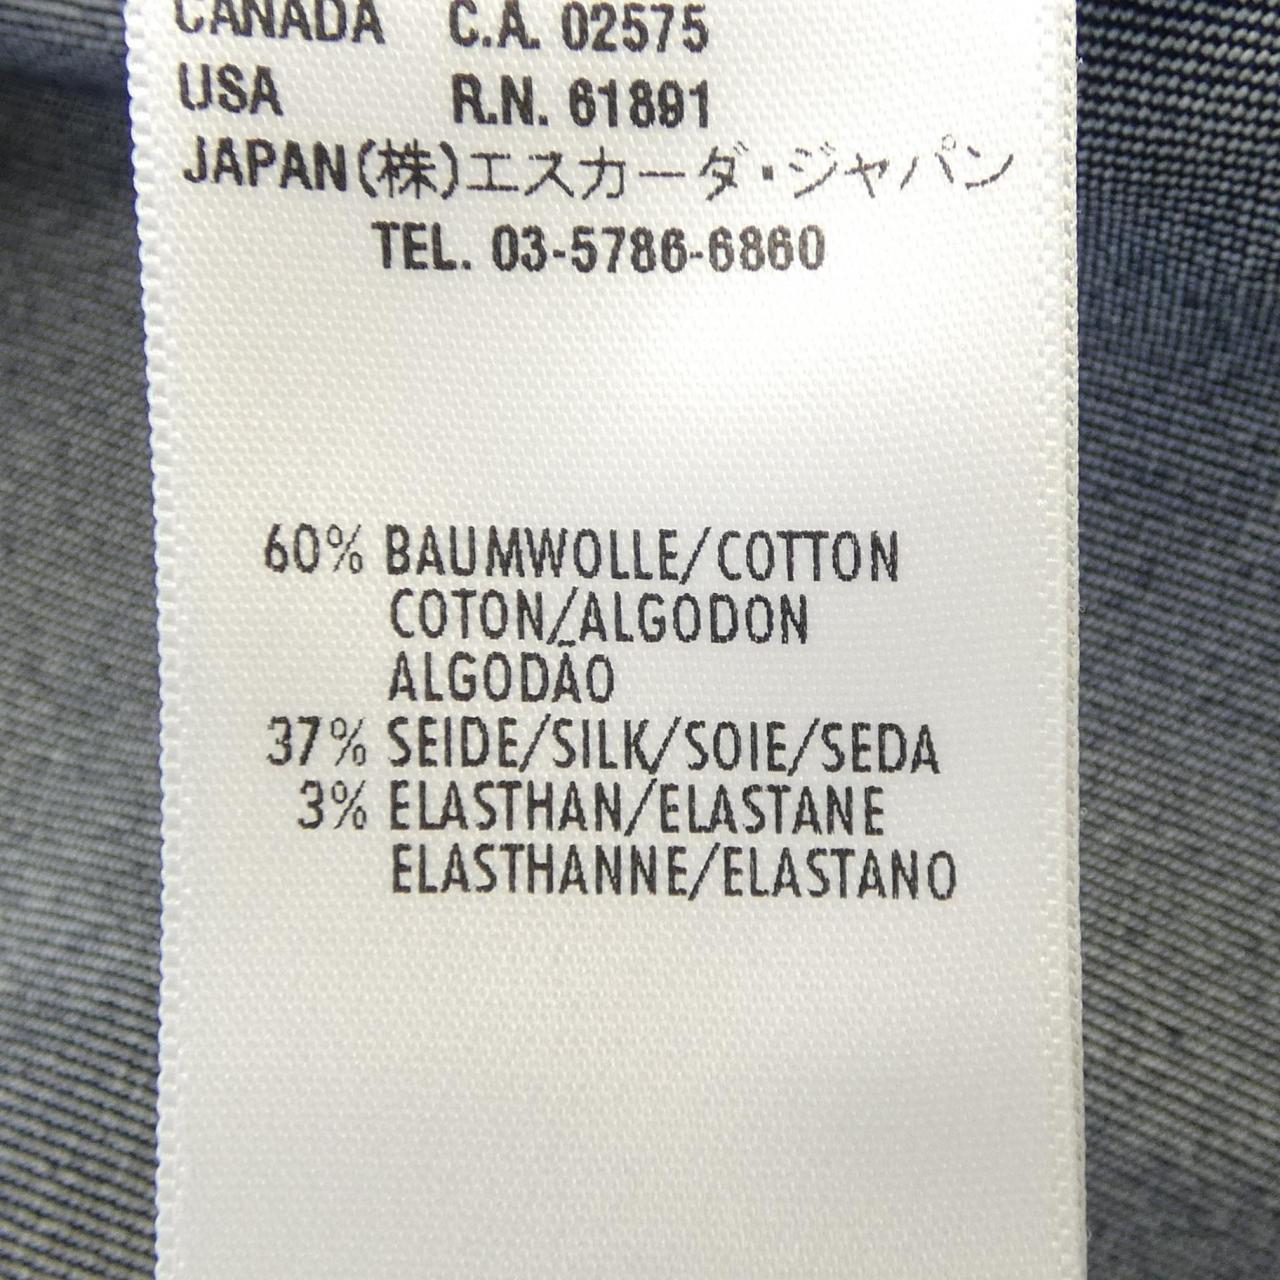 CANADA C.A. 02575
USA R.N. 61891
JAPAN(株)エスカーダ・ジャパン
TEL. 03-5786-6860
60% BAUMWOLLE/COTTON
COTON/ALGODON
ALGODÃO
37% SEIDE/SILK/SOIE/SEDA
3% ELASTHAN/ELASTANE
ELASTHANNE/ELASTANO